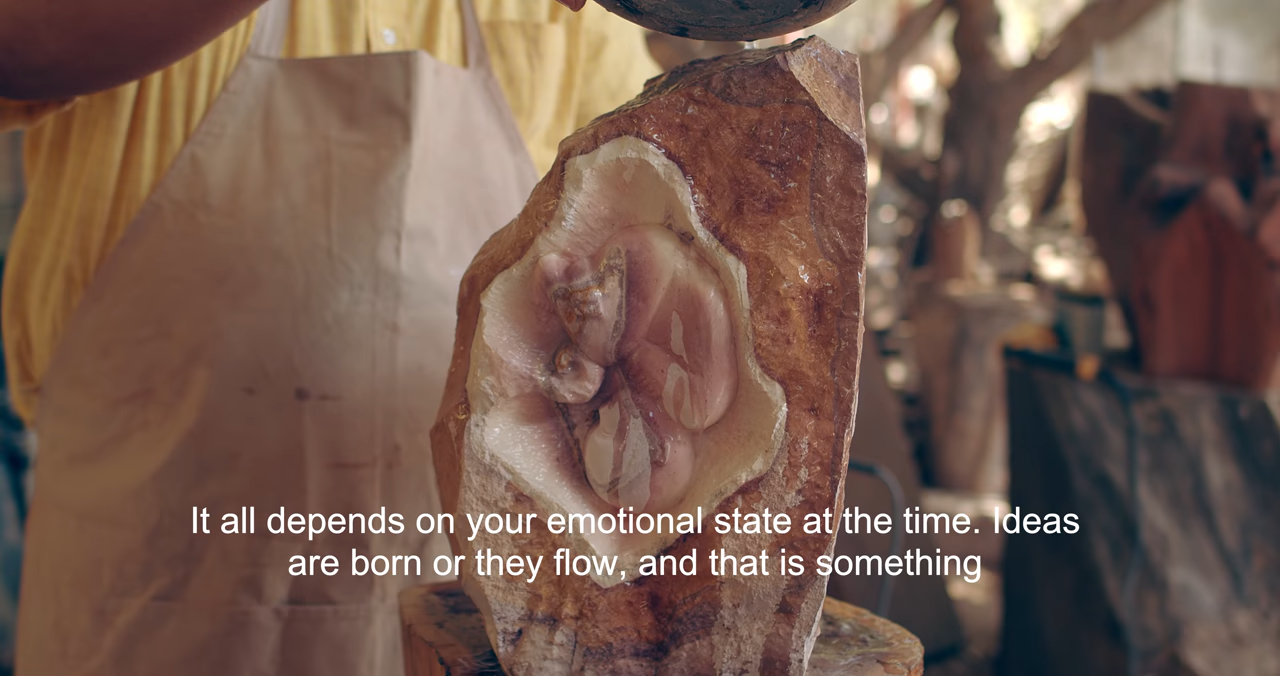 It all depends on your emotional state at the time. Ideas
are born or they flow, and that is something